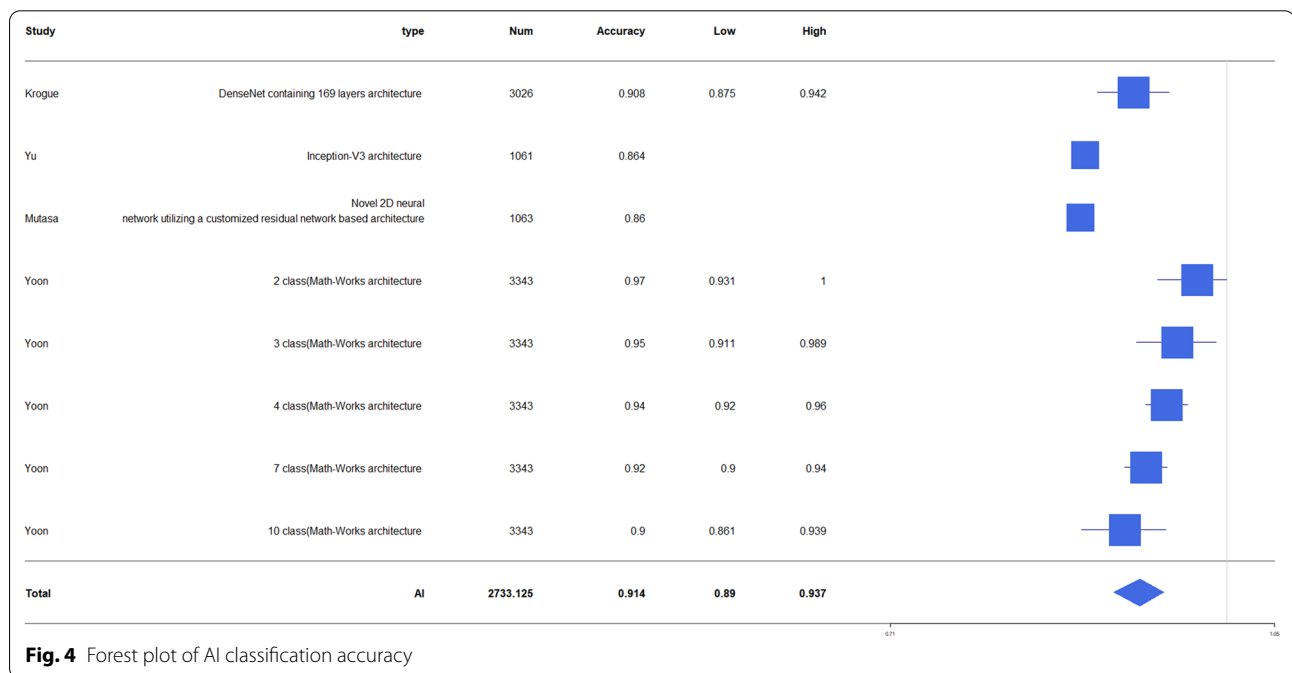 Study type Num Accuracy Low High
Krogue DenseNet containing 169 layers architecture 3026 0.908 0.875 0.942
Yu Inception-V3 architecture 1061 0.864
Novel 2D neural
Mutasa network utilizing a customized residual network based architecture 1063 0.86
Yoon 2 class(Math-Works architecture 3343 0.97 0.931 1
Yoon 3 class(Math-Works architecture 3343 0.95 0.911 0.989
Yoon 4 class(Math-Works architecture 3343 0.94 0.92 0.96
Yoon 7 class(Math-Works architecture 3343 0.92 0.9 0.94
Yoon 10 class(Math-Works architecture 3343 0.9 0.861 0.939
Total AI 2733.125 0.914 0.89 0.937
0.71 1.05
Fig. 4 Forest plot of AI classification accuracy